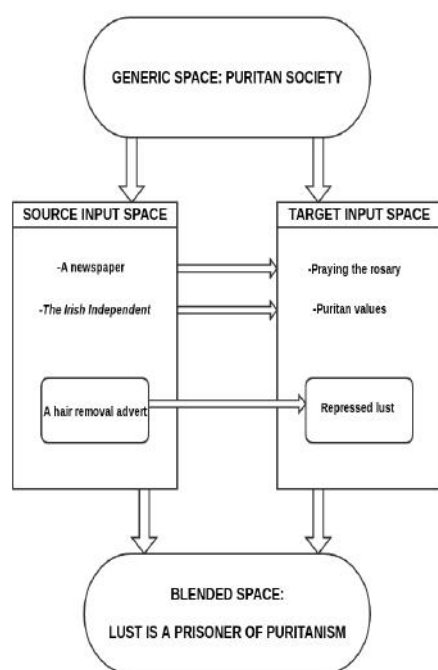 GENERIC SPACE: PURITAN SOCIETY
SOURCE INPUT SPACE
-A newspaper
-The Irish Independent
A hair removal advert
TARGET INPUT SPACE
-Praying the rosary
-Puritan values
Repressed lust
BLENDED SPACE:
LUST IS A PRISONER OF PURITANISM